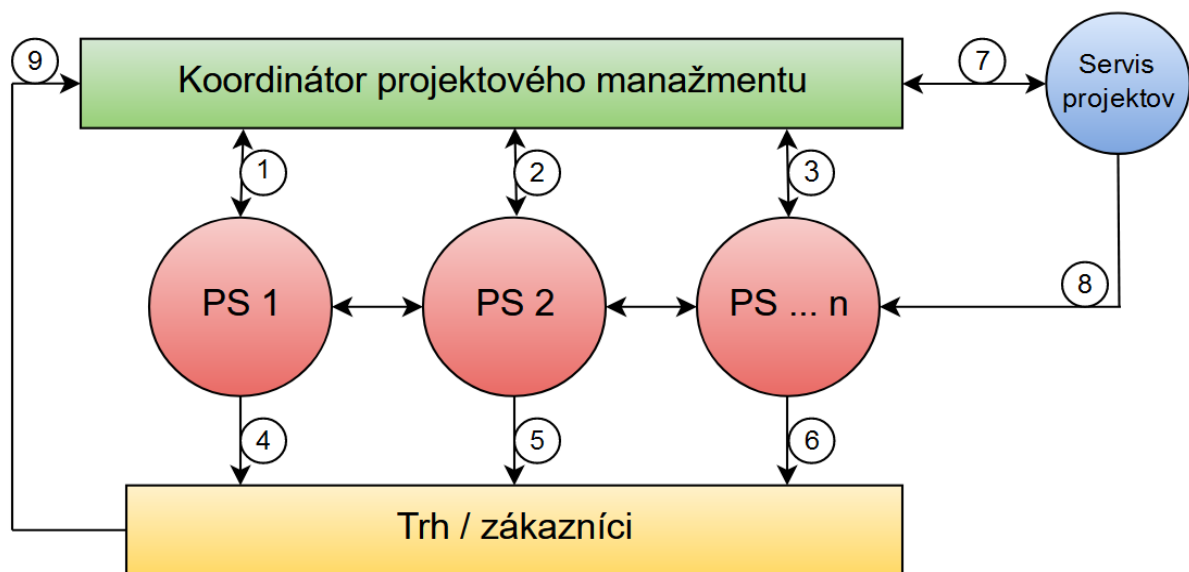 9
Koordinátor projektového manažmentu
7
Servis
projektov
1
2
3
PS 1
PS 2
PS ... n
8
4
5
6
Trh / zákazníci